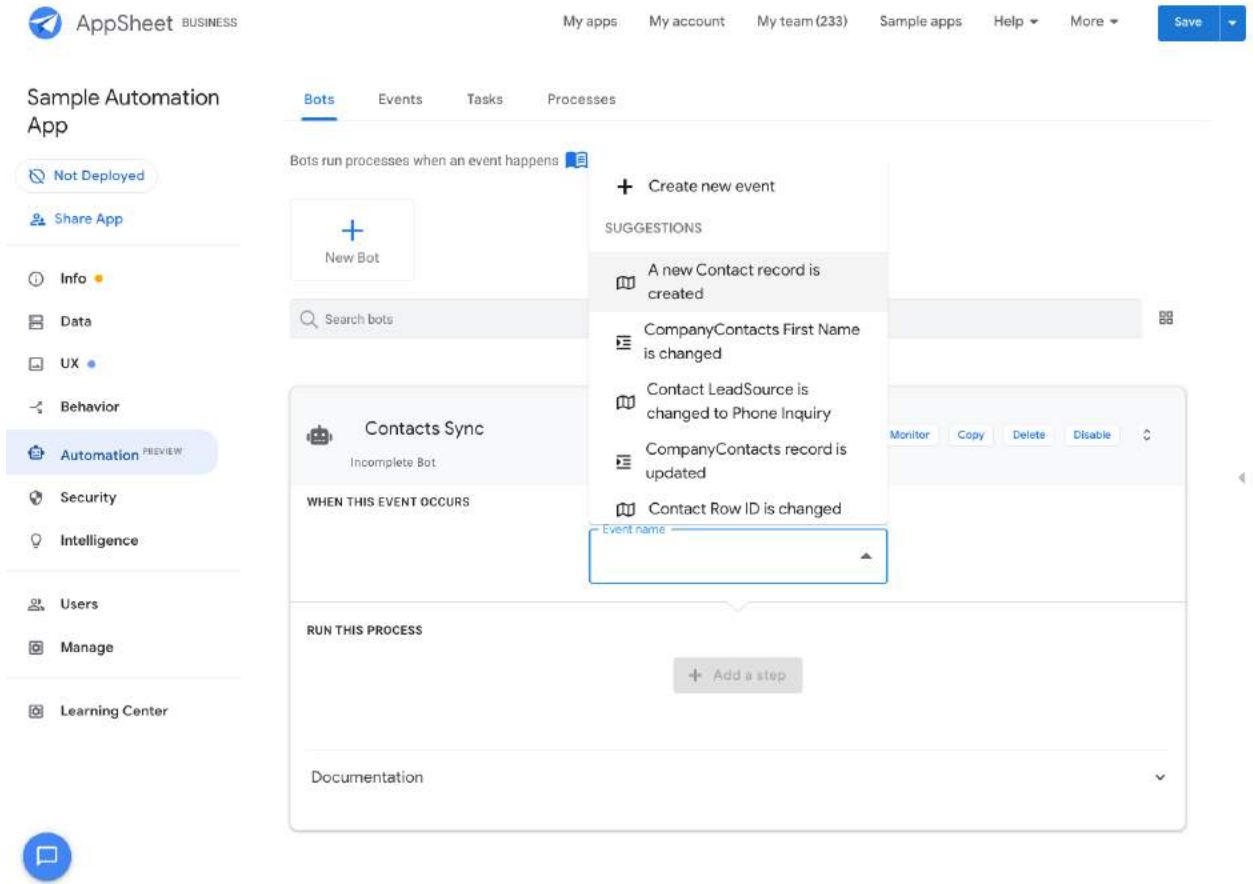 AppSheet BUSINESS
My apps My account My team (233) Sample apps Help More Save
Sample Automation
App
Not Deployed
Share App
Info
Data
UX
Behavior
Automation PREVIEW
Security
Intelligence
Users
Manage
Learning Center
Bots Events Tasks Processes
Bots run processes when an event happens
New Bot
Search bots
Contacts Sync
Incomplete Bot
Monitor Copy Delete Disable
WHEN THIS EVENT OCCURS
Create new event
SUGGESTIONS
A new Contact record is
created
CompanyContacts First Name
is changed
Contact LeadSource is
changed to Phone Inquiry
CompanyContacts record is
updated
Contact Row ID is changed
Event name
RUN THIS PROCESS
Add a step
Documentation